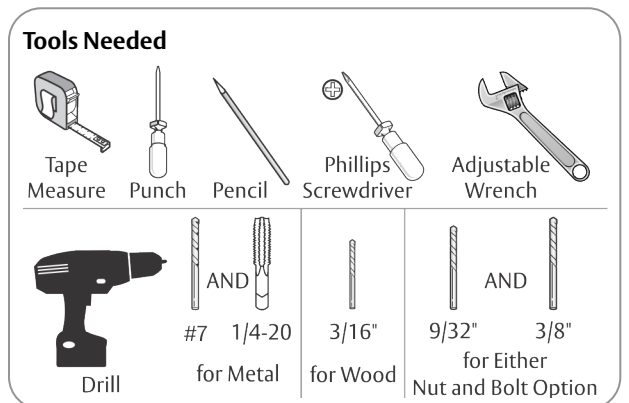 Tools Needed
Tape
Measure
Punch
Pencil
Phillips
Screwdriver
Adjustable
Wrench
Drill
#7 AND 1/4-20
for Metal
3/16"
for Wood
9/32" AND 3/8"
for Either
Nut and Bolt Option